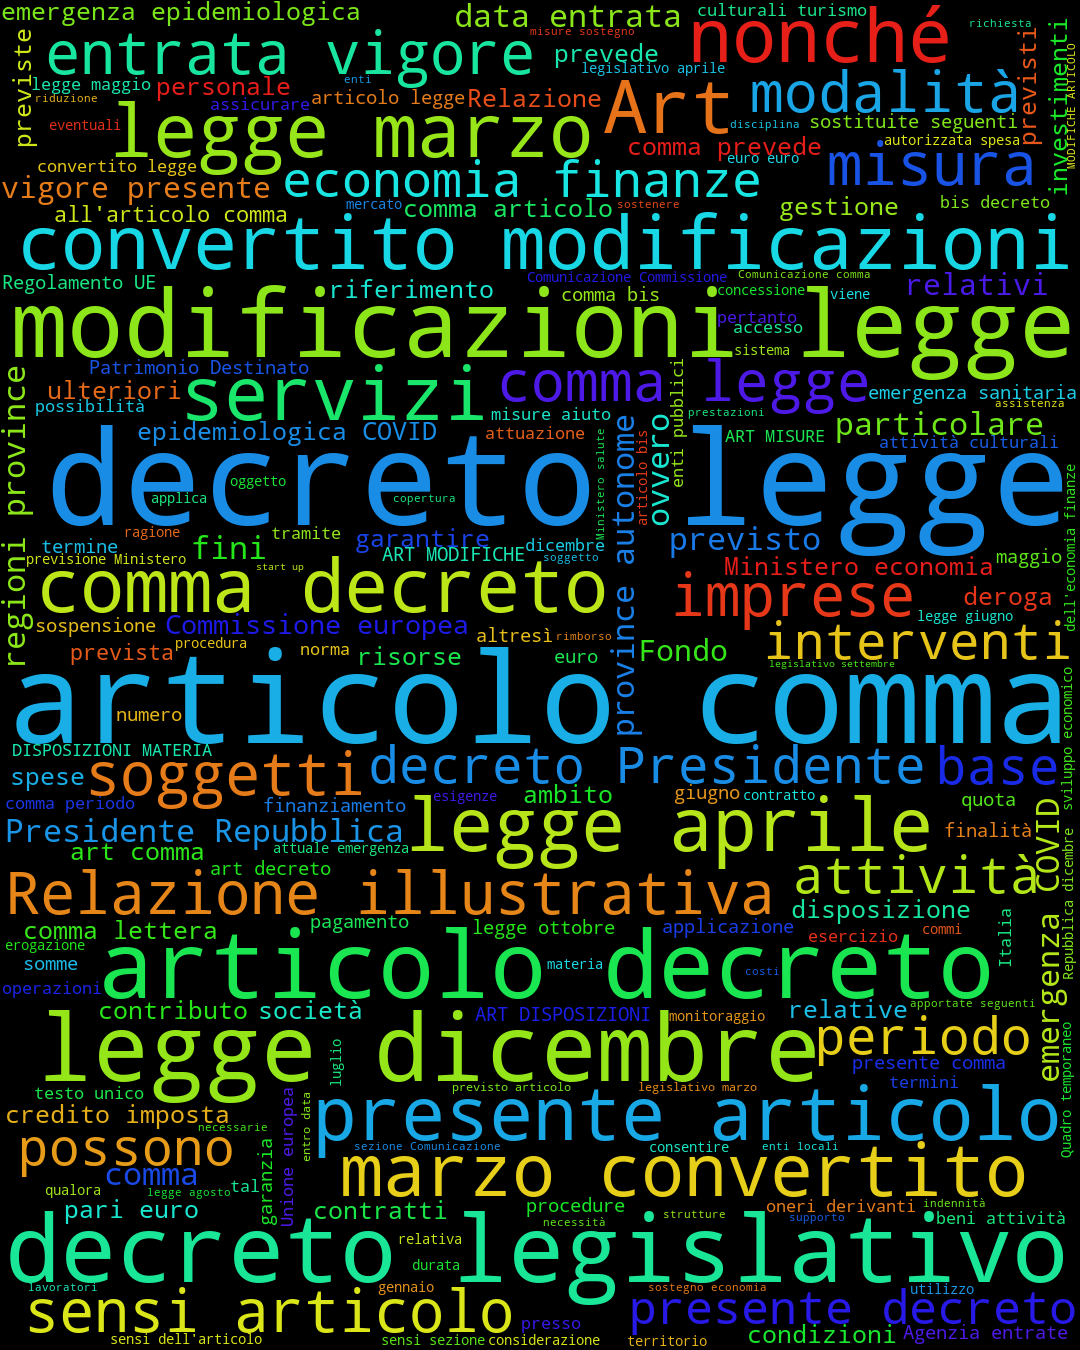 emergenza epidemiologica
data entrata
culturali turismo
richiesta
nonché
misure sostegno
entrata vigore
prevede
previste
previsti
investimenti
MODIFICHE ARTICOLO
legislativo aprile
legge maggio
personale
enti
riduzione
assicurare
articolo legge
Relazione
Art
modalità
eventuali
legge marzo
disciplina
sostituite seguenti
autorizzata spesa
comma prevede
euro euro
misura
convertito legge
vigore presente
economia finanze
all'articolo comma
mercato
comma articolo
sostenere
gestione
bis decreto
convertito modificazioni
Regolamento UE
Comunicazione Commissione
Comunicazione comma
riferimento
comma bis
concessione
viene
relativi
modificazioni legge
pertanto
accesso
sistema
Patrimonio Destinato
regioni province
ulteriori
servizi
comma legge
emergenza sanitaria
possibilità
misure aiuto
enti pubblici
prestazioni
assistenza
epidemiologica COVID
attuazione
Ministero salute
province autonome
articolo bis
ovvero
ART MISURE
particolare
attività culturali
decreto legge
applica
oggetto
copertura
dell'economia finanze
ragione
tramite
garantire
termine
fini
ART MODIFICHE
dicembre
previsto
maggio
previsione Ministero
start up
soggetto
Ministero economia
comma decreto
imprese
deroga
legge giugno
sospensione
Commissione europea
altresì
rimborso
interventi
prevista
procedura
norma
risorse
euro
Fondo
legislativo settembre
articolo comma
numero
sviluppo economico
DISPOSIZIONI MATERIA
spese
soggetti
decreto Presidente
base
comma periodo
finanziamento
esigenze
ambito
giugno
contratto
quota
Presidente Repubblica
legge aprile
finalità
emergenza COVID
Repubblica dicembre
art comma
attuale emergenza
art decreto
attività
Relazione illustrativa
disposizione
comma lettera
pagamento
legge ottobre
applicazione
esercizio
commi
Italia
erogazione
somme
articolo decreto
materia
costi
operazioni
contributo
società
ART DISPOSIZIONI
monitoraggio
relative
apportate seguenti
legge dicembre
periodo
luglio
presente comma
Quadro temporaneo
testo unico
previsto articolo
legislativo marzo
termini
credito imposta
necessarie
Unione europea
entro data
presente articolo
possono
garanzia
sezione Comunicazione
consentire
enti locali
comma
marzo convertito
qualora
legge agosto
tal
pari euro
contratti
procedure
necessità
strutture
oneri derivanti
supporto
indennità
beni attività
decreto legislativo
relativa
durata
lavoratori
gennaio
sostegno economia
utilizzo
sensi articolo
presso
presente decreto
sensi dell'articolo
sensi sezione
considerazione
territorio
condizioni
Agenzia entrate